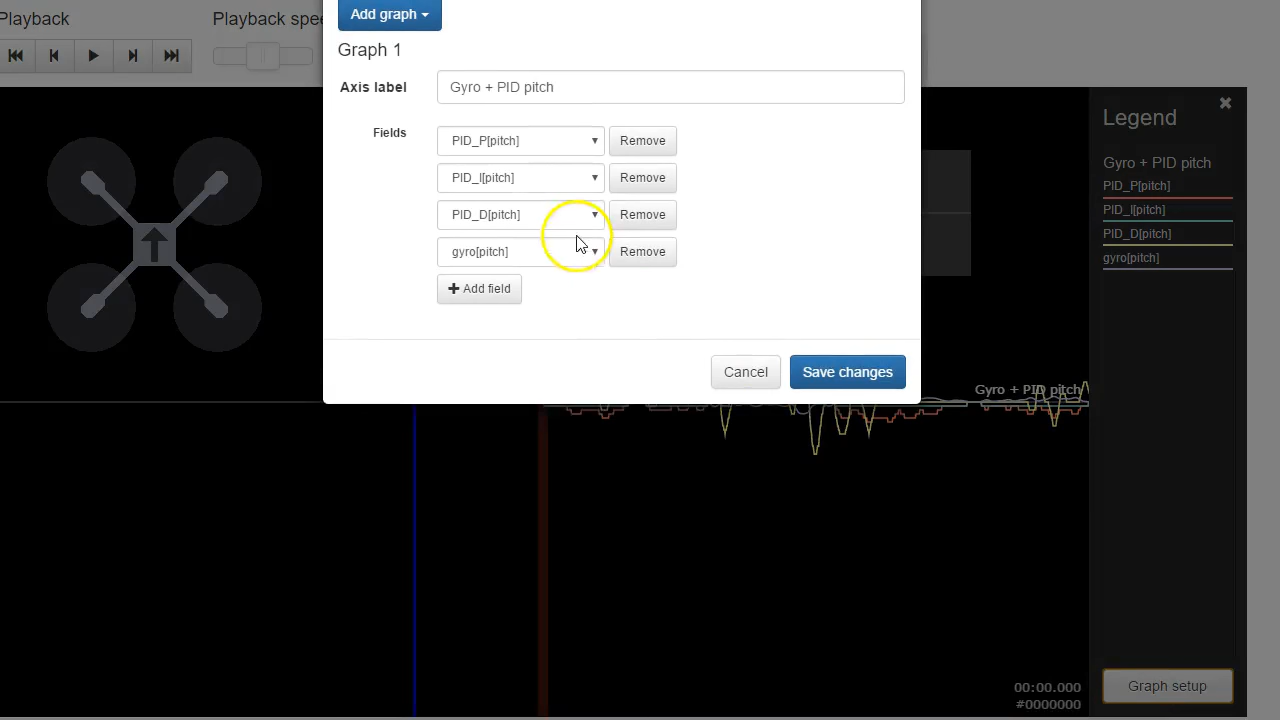 Playback
Playback spee
Add graph
Graph 1
Axis label
Gyro + PID pitch
Fields
PID_P[pitch]
Remove
PID_I[pitch]
Remove
PID_D[pitch]
Remove
gyro[pitch]
Remove
Add field
Cancel
Save changes
Legend
Gyro + PID pitch
PID_P[pitch]
PID_I[pitch]
PID_D[pitch]
gyro[pitch]
Gyro + PID pitch
00:00.000
#0000000
Graph setup